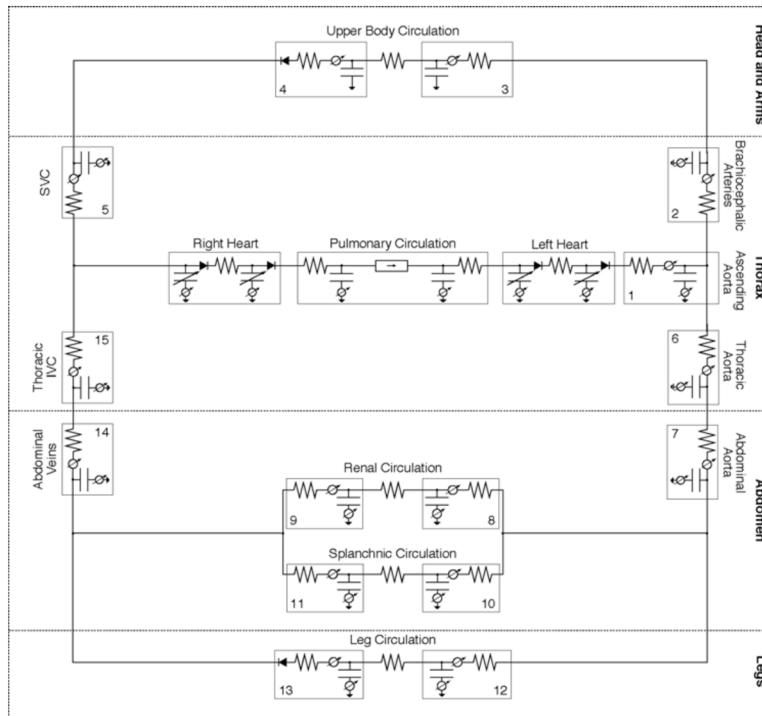 Upper Body Circulation
4
3
Head and Arms
SVC
5
Brachiocephalic
Arteries
2
Right Heart
Pulmonary Circulation
Left Heart
Ascending
Aorta
1
Thorax
Thoracic
IVC
15
6
Thoracic
Aorta
Abdominal
Veins
14
7
Abdominal
Aorta
Renal Circulation
9
8
Abdomen
Splanchnic Circulation
11
10
Leg Circulation
13
12
Legs